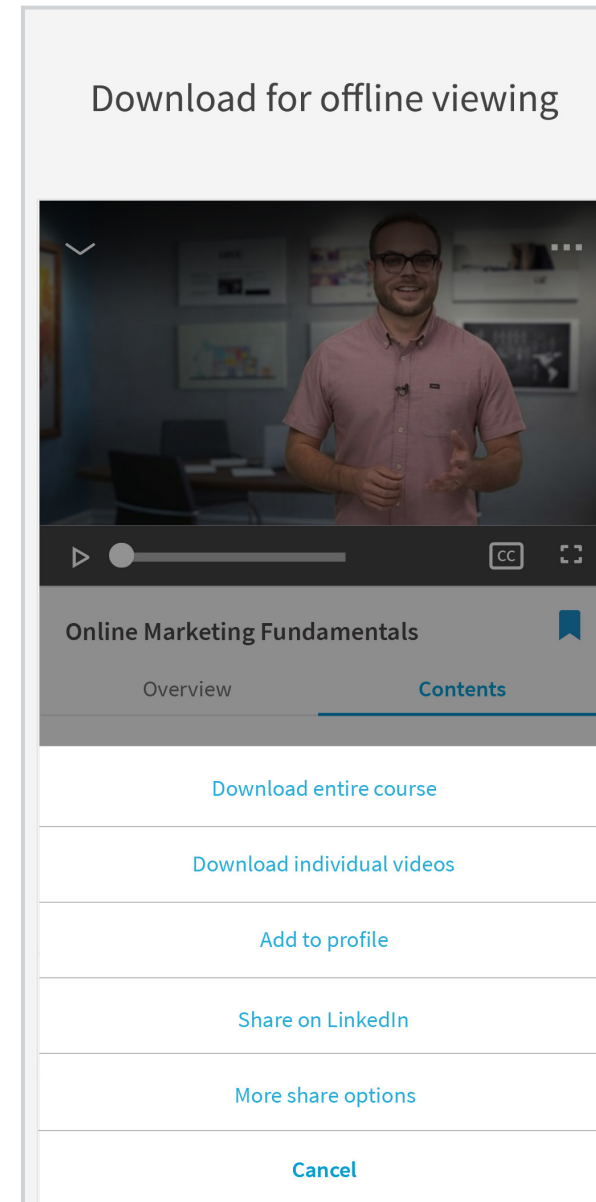 Download for offline viewing
CC
Online Marketing Fundamentals
Overview
Contents
Download entire course
Download individual videos
Add to profile
Share on LinkedIn
More share options
Cancel